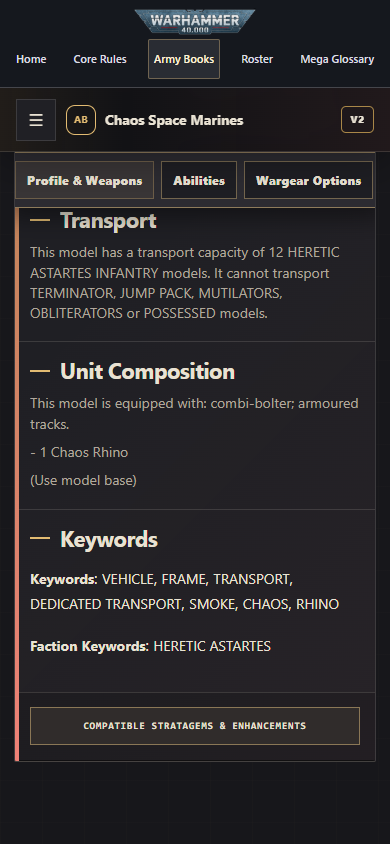 WARHAMMER
40,000
Home Core Rules Army Books Roster Mega Glossary
☰ AB Chaos Space Marines V2
Profile & Weapons Abilities Wargear Options
Transport
This model has a transport capacity of 12 HERETIC
ASTARTES INFANTRY models. It cannot transport
TERMINATOR, JUMP PACK, MUTILATORS,
OBLITERATORS or POSSESSED models.
Unit Composition
This model is equipped with: combi-bolter; armoured
tracks.
- 1 Chaos Rhino
(Use model base)
Keywords
Keywords: VEHICLE, FRAME, TRANSPORT,
DEDICATED TRANSPORT, SMOKE, CHAOS, RHINO
Faction Keywords: HERETIC ASTARTES
COMPATIBLE STRATAGEMS & ENHANCEMENTS